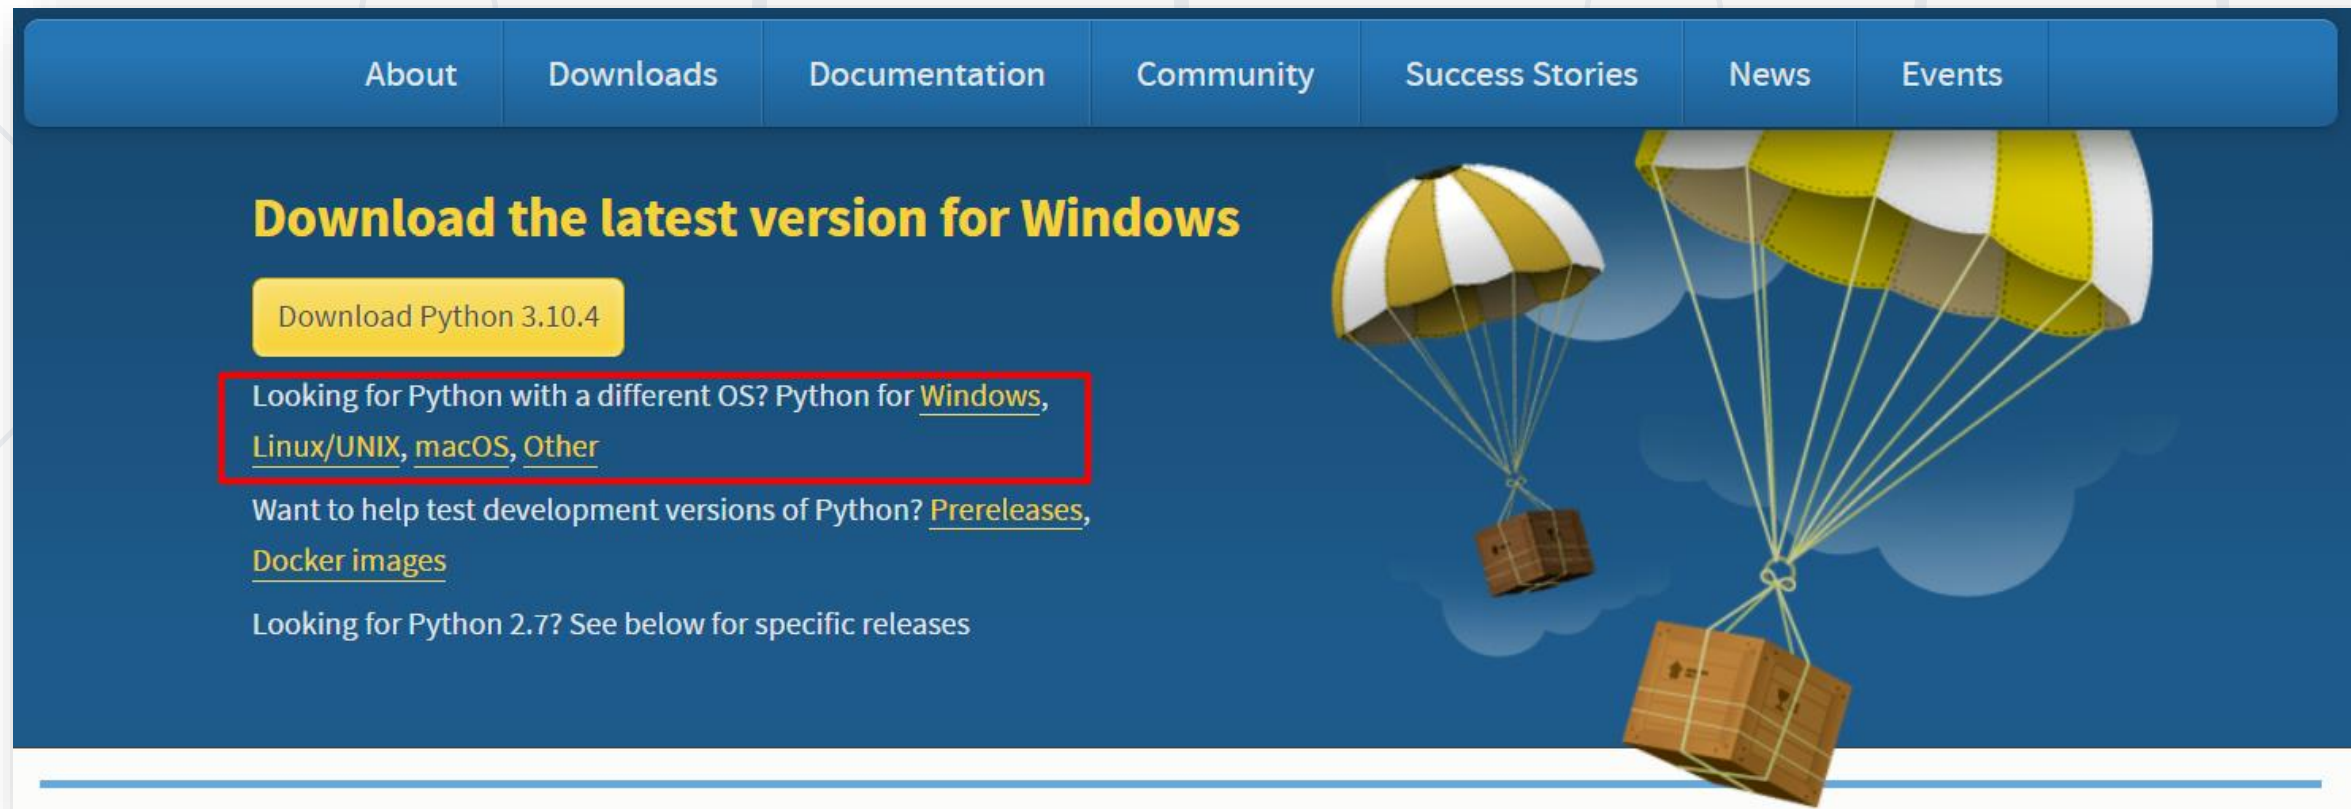 About Downloads Documentation Community Success Stories News Events
Download the latest version for Windows
Download Python 3.10.4
Looking for Python with a different OS? Python for Windows,
Linux/UNIX, macOS, Other
Want to help test development versions of Python? Prereleases,
Docker images
Looking for Python 2.7? See below for specific releases